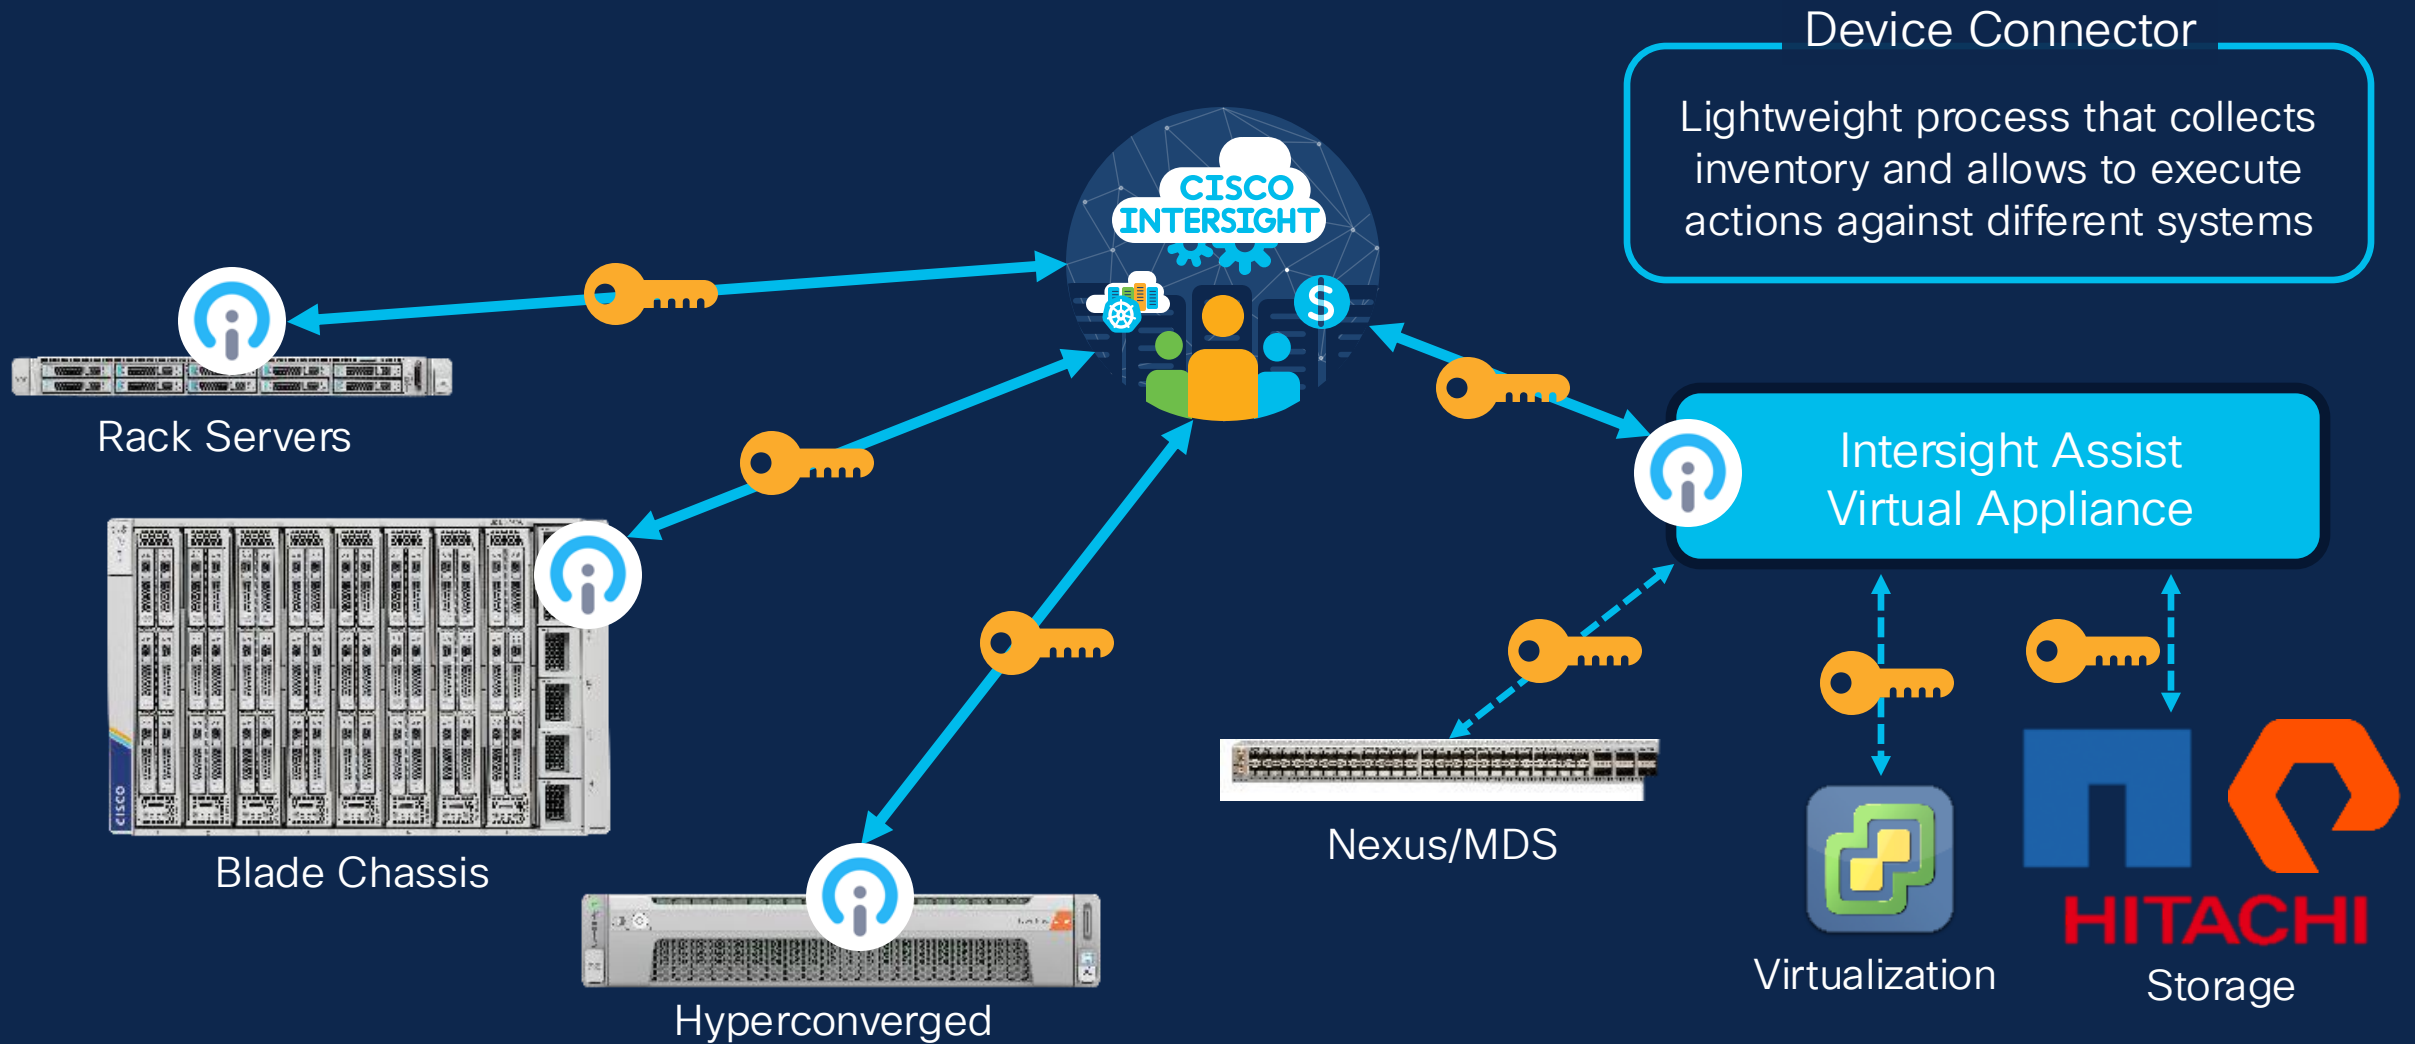 Device Connector
Lightweight process that collects
inventory and allows to execute
actions against different systems
CISCO
INTERSIGHT
$
Rack Servers
Intersight Assist
Virtual Appliance
CISCO
Blade Chassis
Nexus/MDS
HITACHI
Virtualization
Storage
Hyperconverged